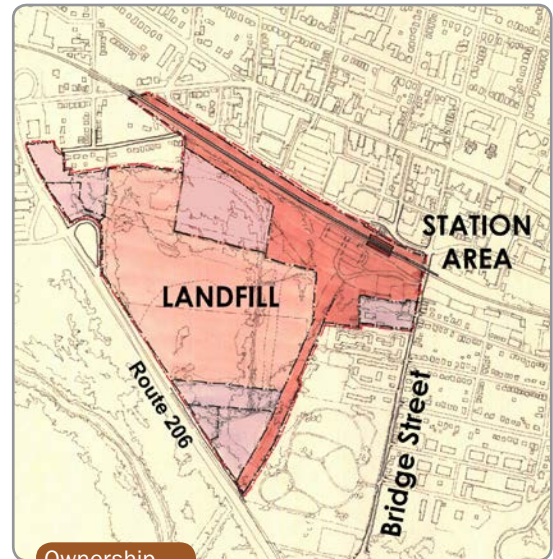 STATION
AREA
LANDFILL
Route 206
Bridge Street
Ownership